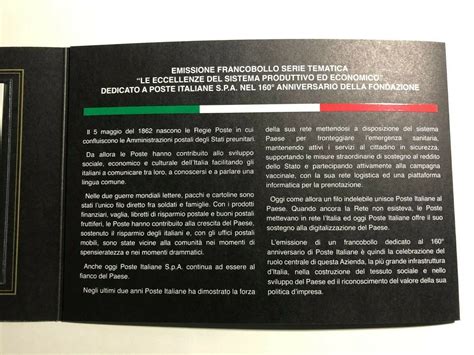 EMISSIONE FRANCOBOLLO SERIE TEMATICA
"LE ECCELLENZE DEL SISTEMA PRODUTTIVO ED ECONOMICO"
DEDICATO A POSTE ITALIANE S.P.A. NEL 160° ANNIVERSARIO DELLA FONDAZIONE
Il 5 maggio del 1862 nascono le Regie Poste in cui
confluiscono le Amministrazioni postali degli Stati preunitari.
Da allora le Poste hanno contribuito allo sviluppo
sociale, economico e culturale dell'Italia facilitando gli
italiani a comunicare tra loro, a conoscersi e a parlare una
lingua comune.
Nelle due guerre mondiali lettere, pacchi e cartoline sono
stati l'unico filo diretto tra soldati e famiglie. Con i prodotti
finanziari, vaglia, libretti di risparmio postale e buoni postali
fruttiferi, le Poste hanno contribuito alla crescita del Paese,
sostenuto il risparmio degli italiani e, con gli uffici postali
mobili, sono state vicine alla comunità nei momenti di
spensieratezza e nei momenti drammatici.
Anche oggi Poste Italiane S.p.A. continua ad essere al
fianco del Paese.
Negli ultimi due anni Poste Italiane ha dimostrato la forza
della sua rete mettendosi a disposizione del sistema
Paese per fronteggiare l'emergenza sanitaria,
mantenendo attivi i servizi al cittadino in sicurezza,
supportando le misure straordinarie di sostegno al reddito
dello Stato e partecipando attivamente alla campagna
vaccinale, con la sua rete logistica ed una piattaforma
informatica per la prenotazione.
Oggi come allora un filo indelebile unisce Poste Italiane al
Paese. Quando ancora la Rete non esisteva, le Poste
mettevano in rete l'Italia ed oggi Poste Italiane offre il suo
sostegno alla digitalizzazione del Paese.
L'emissione di un francobollo dedicato al 160°
anniversario di Poste Italiane è quindi la celebrazione del
ruolo centrale di questa Azienda, la più grande infrastruttura
d'Italia, nella costruzione del tessuto sociale e nello
sviluppo del Paese ed il riconoscimento del valore della sua
politica d'impresa.